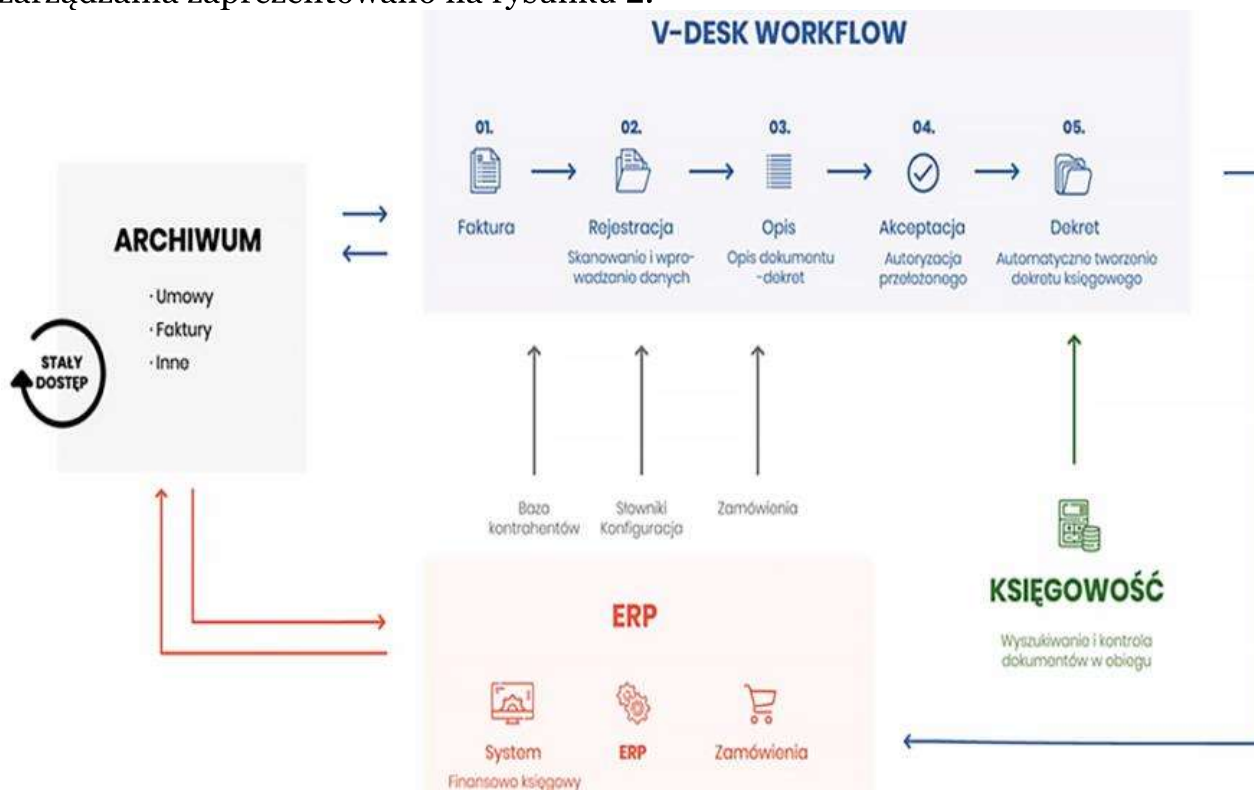 zarządzania zaprezentowano na rysunku 2.
V-DESK WORKFLOW
01.
Faktura
02.
Rejestracja
Skanowanie i wpro-
wadzanie danych
03.
Opis
Opis dokumentu
-dekret
04.
Akceptacja
Autoryzacja
przełożonego
05.
Dekret
Automatyczne tworzenie
dekretu księgowego
ARCHIWUM
· Umowy
· Faktury
· Inne
STAŁY
DOSTĘP
Baza
kontrahentów
Słowniki
Konfiguracja
Zamówienia
KSIĘGOWOŚĆ
Wyszukiwanie i kontrola
dokumentów w obiegu
ERP
System
Finansowo księgowy
ERP
Zamówienia